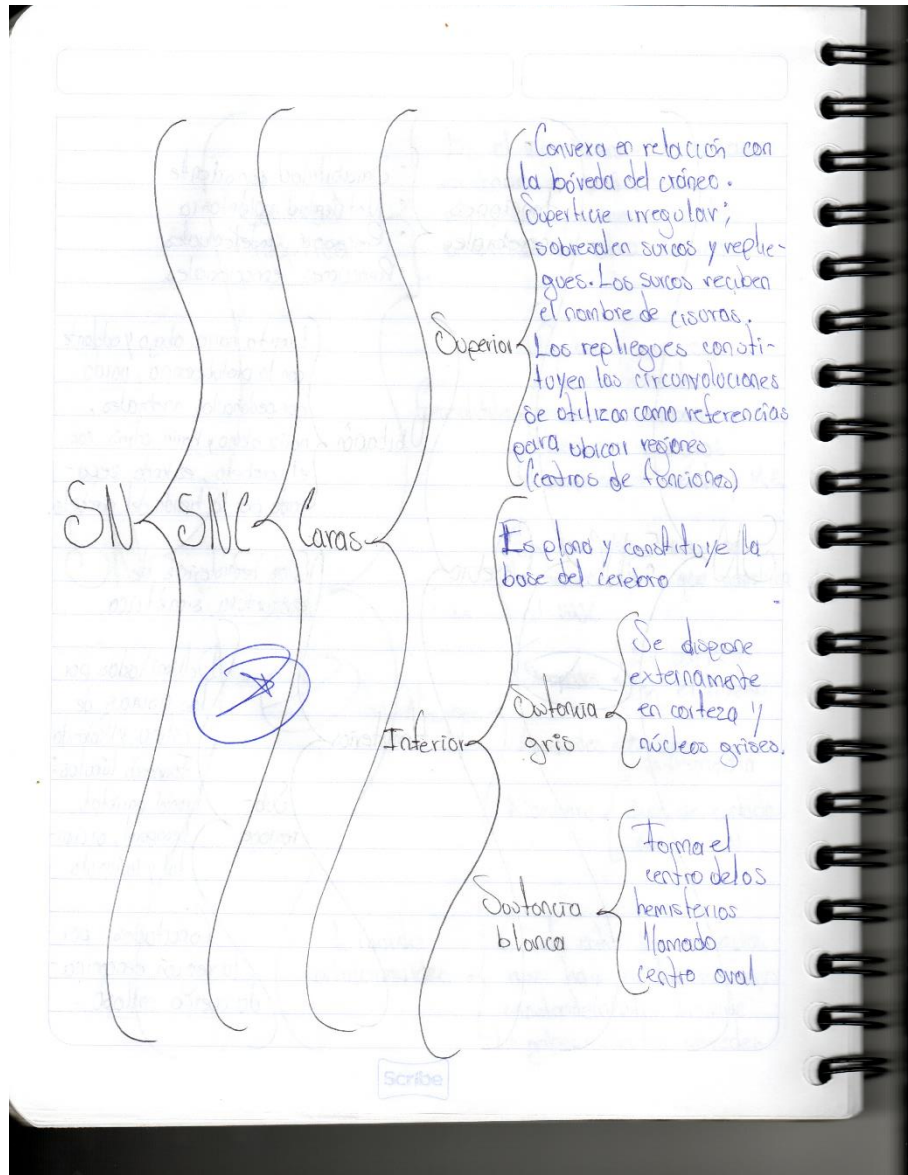 Convexa en relación con
la bóveda del cráneo.
Superficie irregular;
sobresalen surcos y replie-
gues. Los surcos reciben
el nombre de cisuras.
Superior
Los repliegues consti-
tuyen las circonvoluciones
se utilizan como referencias
para ubicar regiones
(centros de funciones)
SN SNC Caras
Es plana y constituye la
base del cerebro
Se dispone
externamente
en corteza y
núcleos grises.
Sustancia
gris
Inferior
Forma el
centro de los
hemisferios
llamado
centro oval
Sustancia
blanca
Scribe